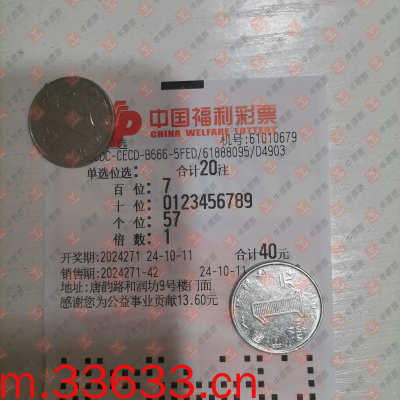 中国福利彩票
CHINA WELFARE LOTTERY
机号:61010679
-CECD-B666-5FED/61888095/D4903
单选位选: 合计20注
百 位: 7
十 位: 0123456789
个 位: 57
倍 数: 1
开奖期:2024271 24-10-11 合计40元
销售期:2024271-42 24-10-11
地址:唐韵路和润坊9号楼门面
感谢您为公益事业贡献13.60元
m.33633.cn